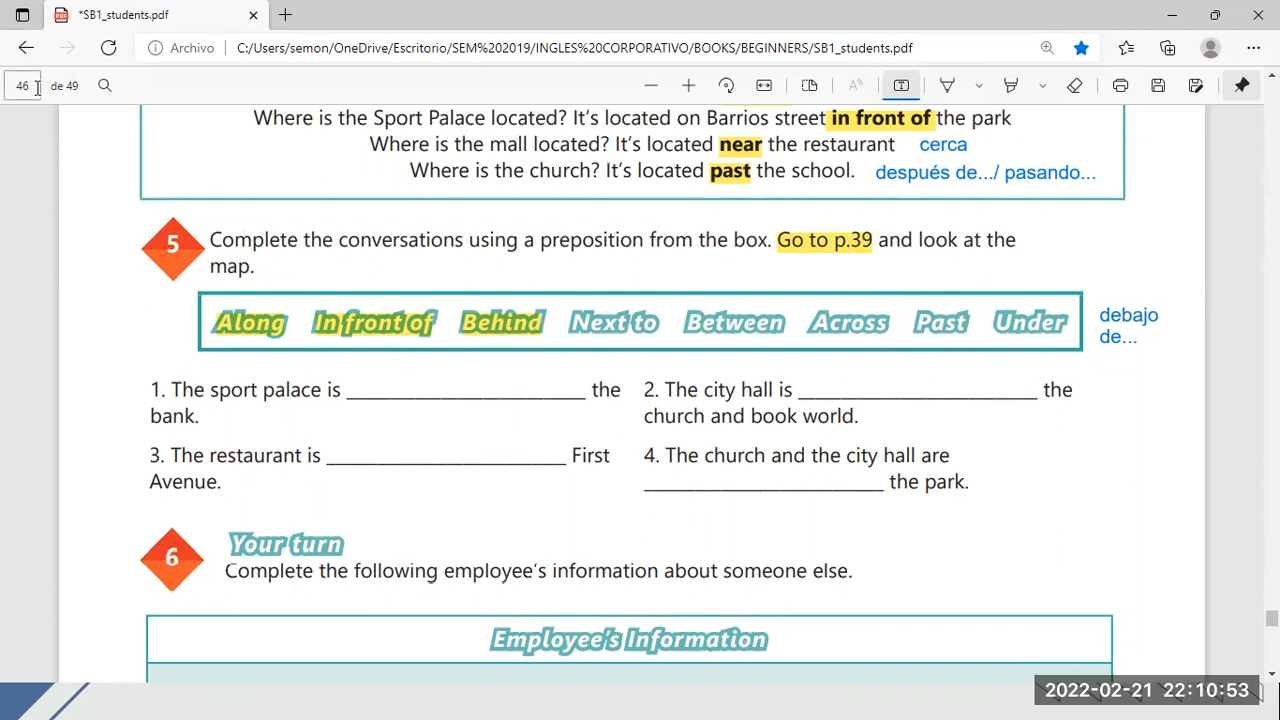 *SB1_students.pdf
Archivo
C:/Users/semon/OneDrive/Escritorio/SEM%202019/INGLES%20CORPORATIVO/BOOKS/BEGINNERS/SB1_students.pdf
46 de 49
Where is the Sport Palace located? It's located on Barrios street in front of the park
Where is the mall located? It's located near the restaurant cerca
Where is the church? It's located past the school. después de.../ pasando...
5 Complete the conversations using a preposition from the box. Go to p.39 and look at the
map.
Along In front of Behind Next to Between Across Past Under
debajo
de...
1. The sport palace is ______________________ the
bank.
2. The city hall is ______________________ the
church and book world.
3. The restaurant is ______________________ First
Avenue.
4. The church and the city hall are
______________________ the park.
6 Your turn
Complete the following employee's information about someone else.
Employee's Information
2022-02-21 22:10:53